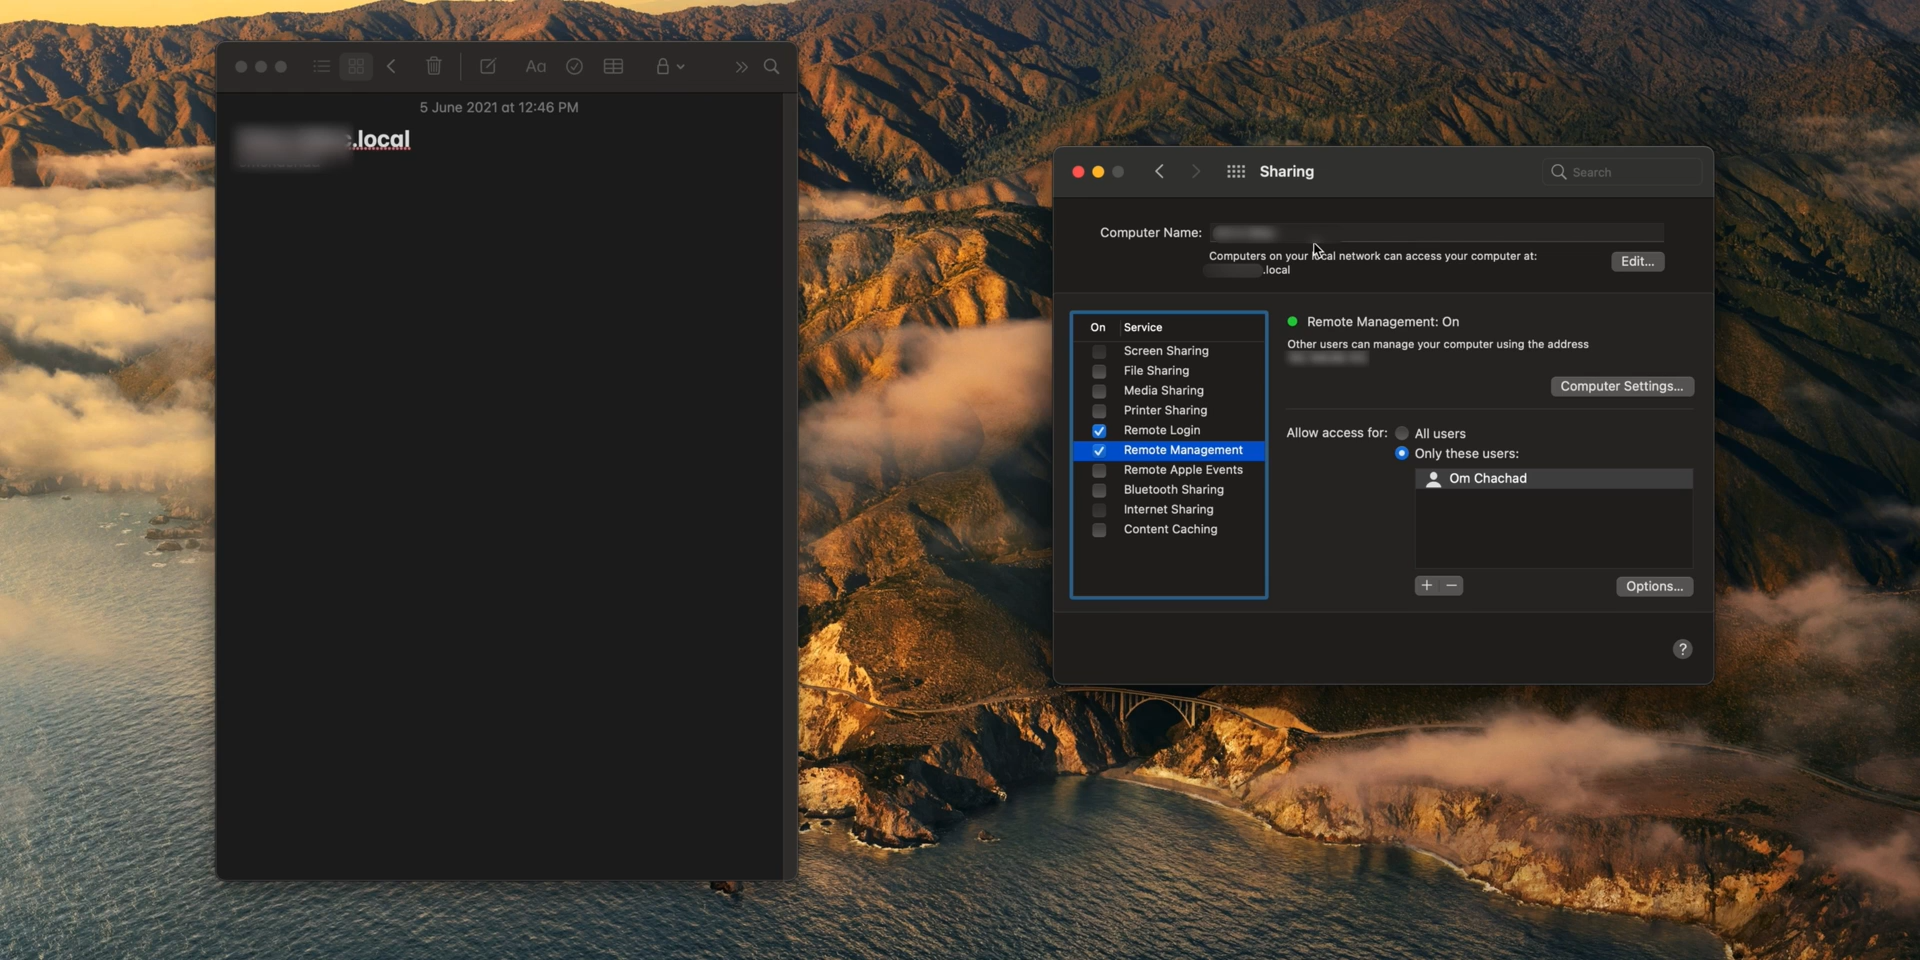 Aa
5 June 2021 at 12:46 PM
.local
Sharing
Search
Computer Name:
Computers on your local network can access your computer at:
.local
Edit...
On Service
Screen Sharing
File Sharing
Media Sharing
Printer Sharing
Remote Login
Remote Management
Remote Apple Events
Bluetooth Sharing
Internet Sharing
Content Caching
Remote Management: On
Other users can manage your computer using the address
Computer Settings...
Allow access for:
All users
Only these users:
Om Chachad
+ −
Options...
?